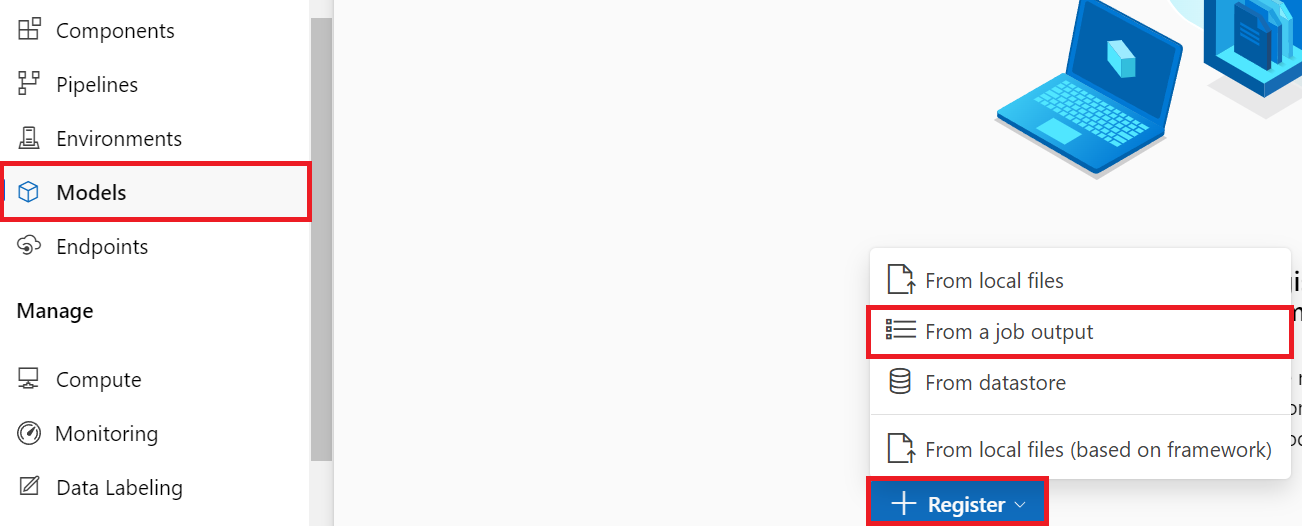 Components
Pipelines
Environments
Models
Endpoints
Manage
Compute
Monitoring
Data Labeling
From local files
From a job output
From datastore
From local files (based on framework)
Register